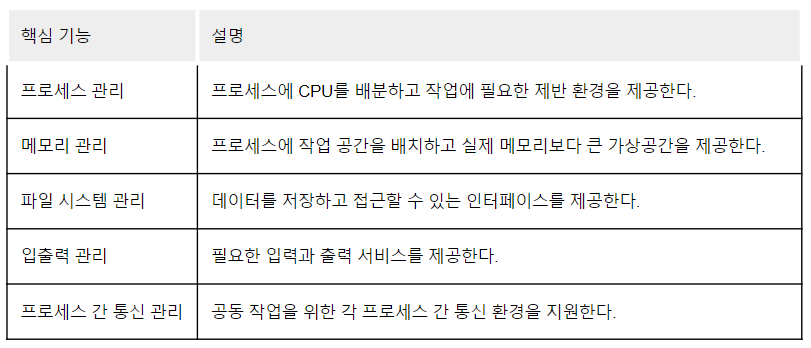 핵심 기능 설명
프로세스 관리 프로세스에 CPU를 배분하고 작업에 필요한 제반 환경을 제공한다.
메모리 관리 프로세스에 작업 공간을 배치하고 실제 메모리보다 큰 가상공간을 제공한다.
파일 시스템 관리 데이터를 저장하고 접근할 수 있는 인터페이스를 제공한다.
입출력 관리 필요한 입력과 출력 서비스를 제공한다.
프로세스 간 통신 관리 공동 작업을 위한 각 프로세스 간 통신 환경을 지원한다.